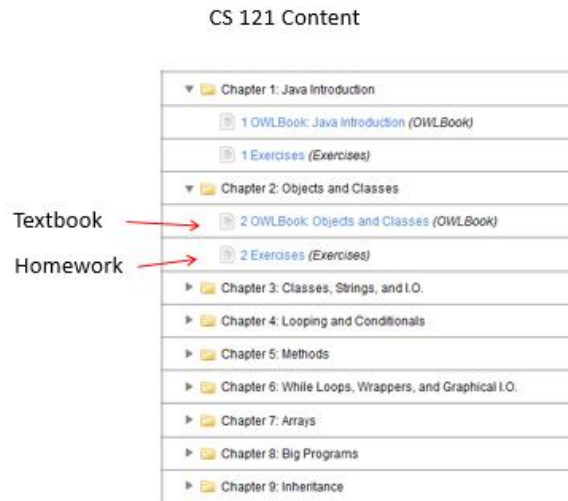 CS 121 Content
Chapter 1: Java Introduction
1 OWLBook: Java Introduction (OWLBook)
1 Exercises (Exercises)
Chapter 2: Objects and Classes
Textbook
2 OWLBook: Objects and Classes (OWLBook)
Homework
2 Exercises (Exercises)
Chapter 3: Classes, Strings, and I.O.
Chapter 4: Looping and Conditionals
Chapter 5: Methods
Chapter 6: While Loops, Wrappers, and Graphical I.O.
Chapter 7: Arrays
Chapter 8: Big Programs
Chapter 9: Inheritance